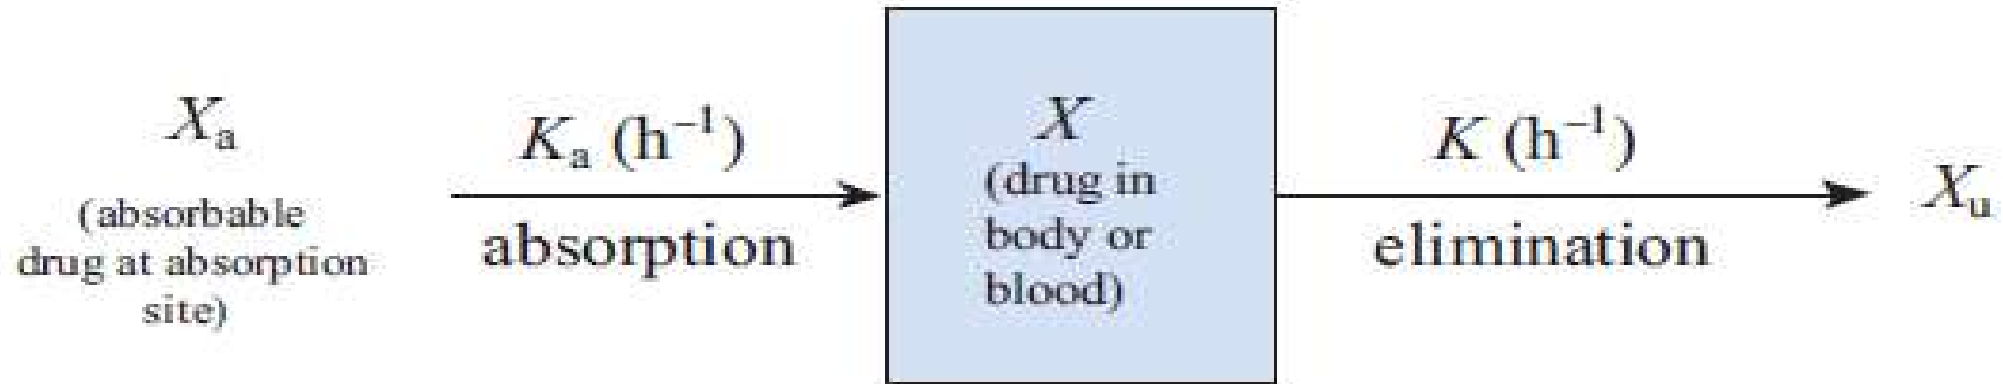 Xa
(absorbable
drug at absorption
site)
Ka (h⁻¹)
absorption
X
(drug in
body or
blood)
K (h⁻¹)
elimination
Xu